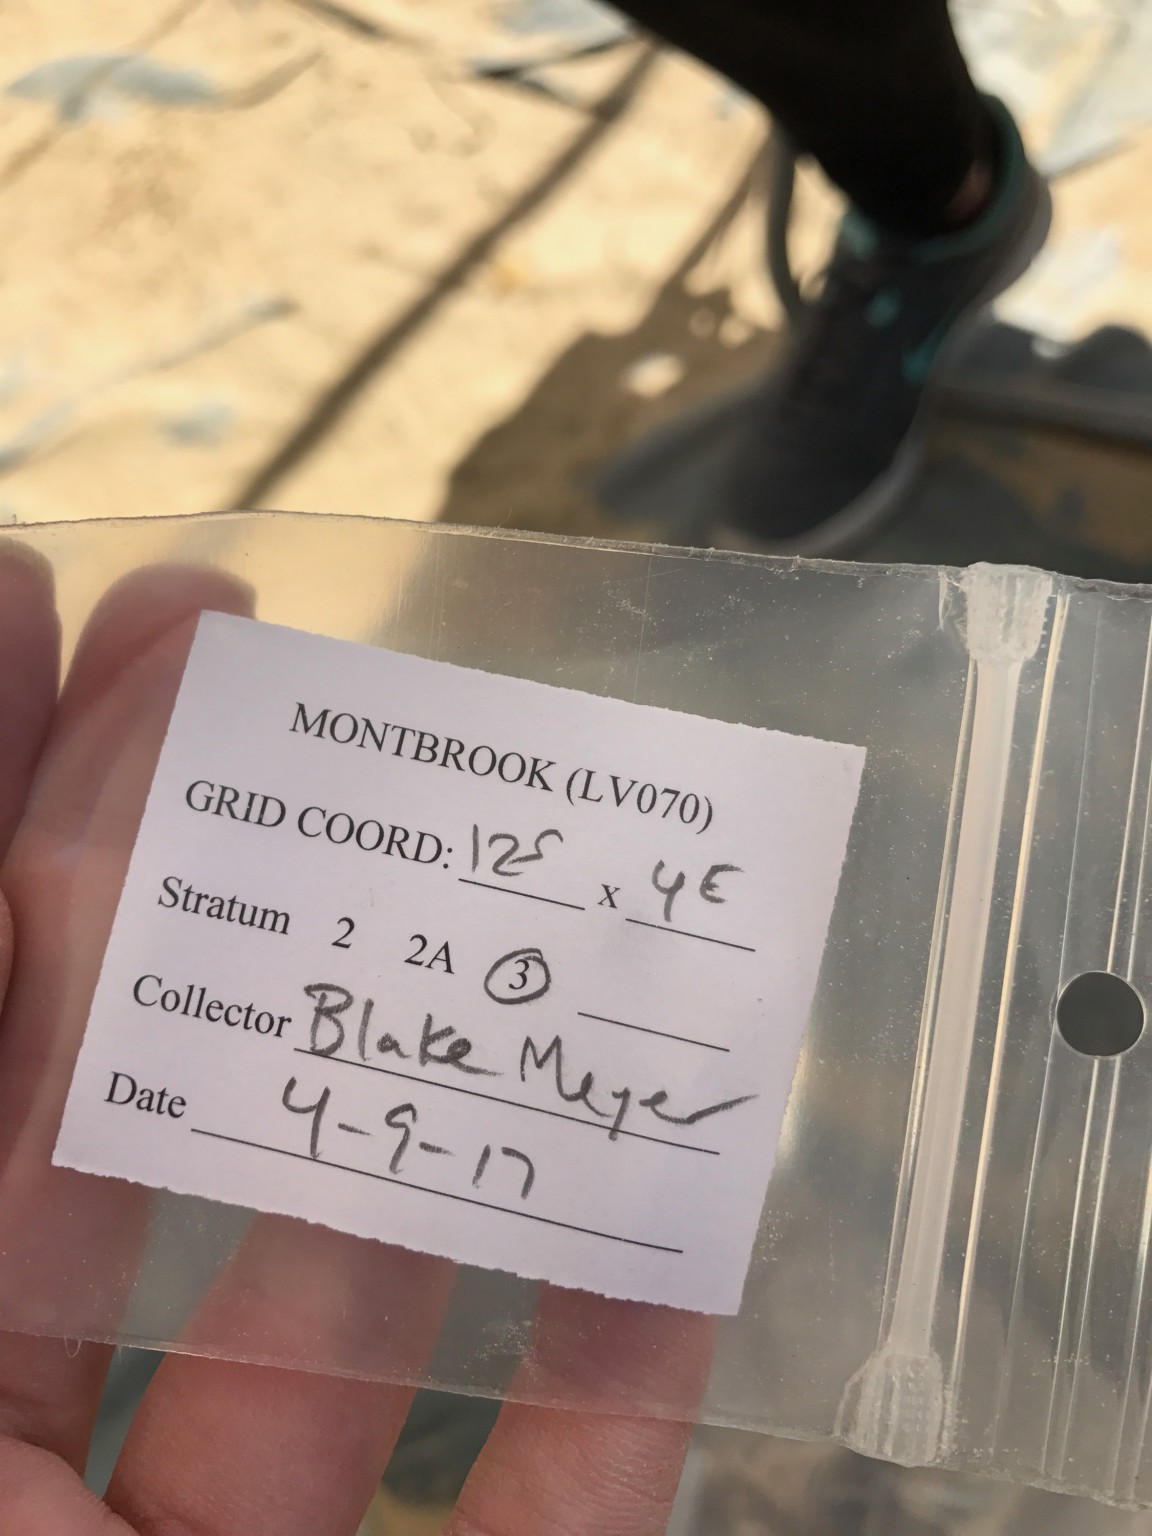 MONTBROOK (LV070)
GRID COORD: 12S x 4E
Stratum 2 2A 3
Collector Blake Meyer
Date 4-9-17